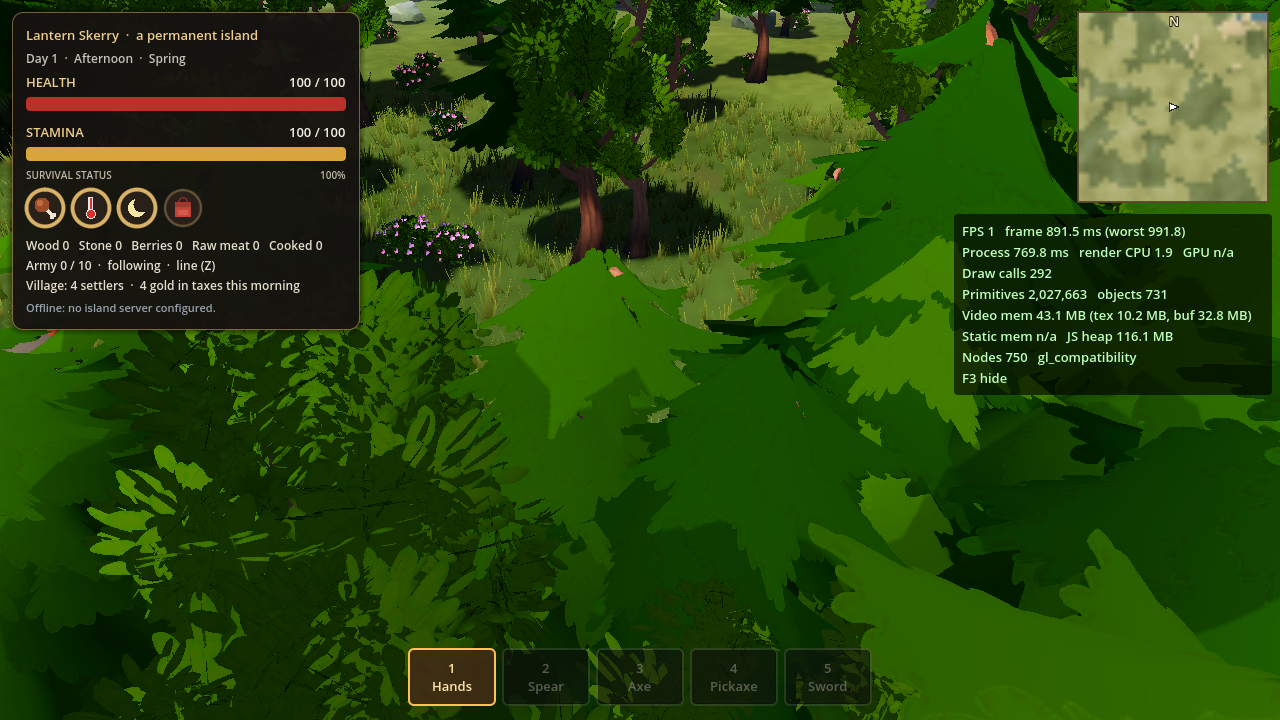 Lantern Skerry · a permanent island
Day 1 · Afternoon · Spring
HEALTH 100 / 100
STAMINA 100 / 100
SURVIVAL STATUS 100%
Wood 0 Stone 0 Berries 0 Raw meat 0 Cooked 0
Army 0 / 10 · following · line (Z)
Village: 4 settlers · 4 gold in taxes this morning
Offline: no island server configured.
N
FPS 1 frame 891.5 ms (worst 991.8)
Process 769.8 ms render CPU 1.9 GPU n/a
Draw calls 292
Primitives 2,027,663 objects 731
Video mem 43.1 MB (tex 10.2 MB, buf 32.8 MB)
Static mem n/a JS heap 116.1 MB
Nodes 750 gl_compatibility
F3 hide
1 2 3 4 5
Hands Spear Axe Pickaxe Sword